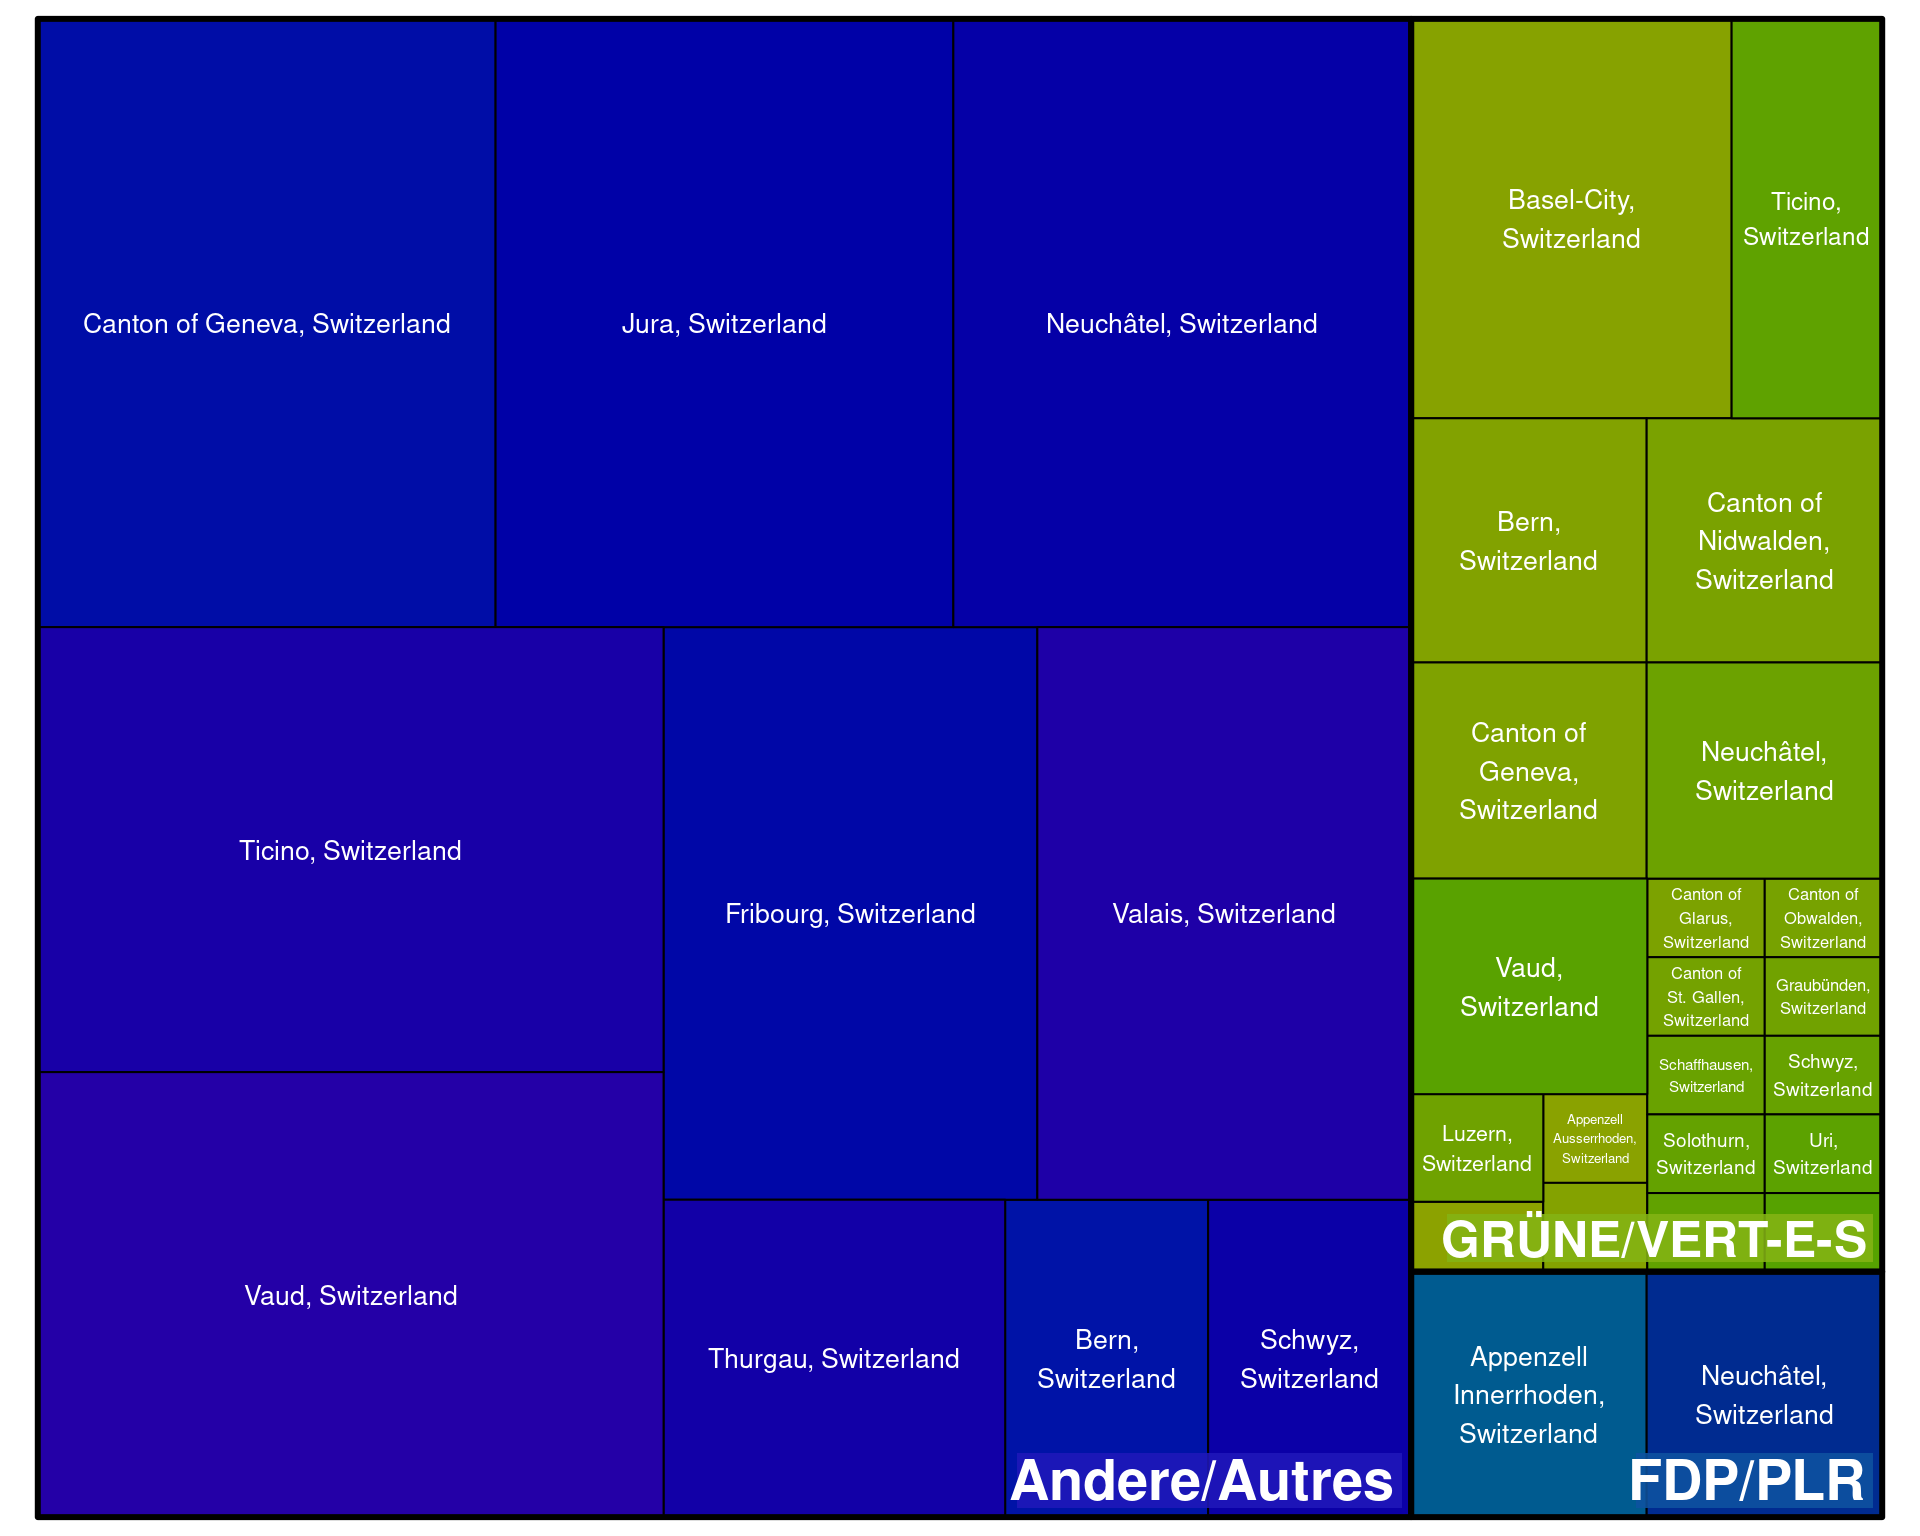 Canton of Geneva, Switzerland
Jura, Switzerland
Neuchâtel, Switzerland
Ticino, Switzerland
Fribourg, Switzerland
Valais, Switzerland
Vaud, Switzerland
Thurgau, Switzerland
Bern,
Switzerland
Schwyz,
Switzerland
Andere/Autres
Basel-City,
Switzerland
Ticino,
Switzerland
Bern,
Switzerland
Canton of
Nidwalden,
Switzerland
Canton of
Geneva,
Switzerland
Neuchâtel,
Switzerland
Vaud,
Switzerland
Canton of
Glarus,
Switzerland
Canton of
Obwalden,
Switzerland
Canton of
St. Gallen,
Switzerland
Graubünden,
Switzerland
Schaffhausen,
Switzerland
Schwyz,
Switzerland
Luzern,
Switzerland
Appenzell
Ausserrhoden,
Switzerland
Solothurn,
Switzerland
Uri,
Switzerland
GRÜNE/VERT-E-S
Appenzell
Innerrhoden,
Switzerland
Neuchâtel,
Switzerland
FDP/PLR